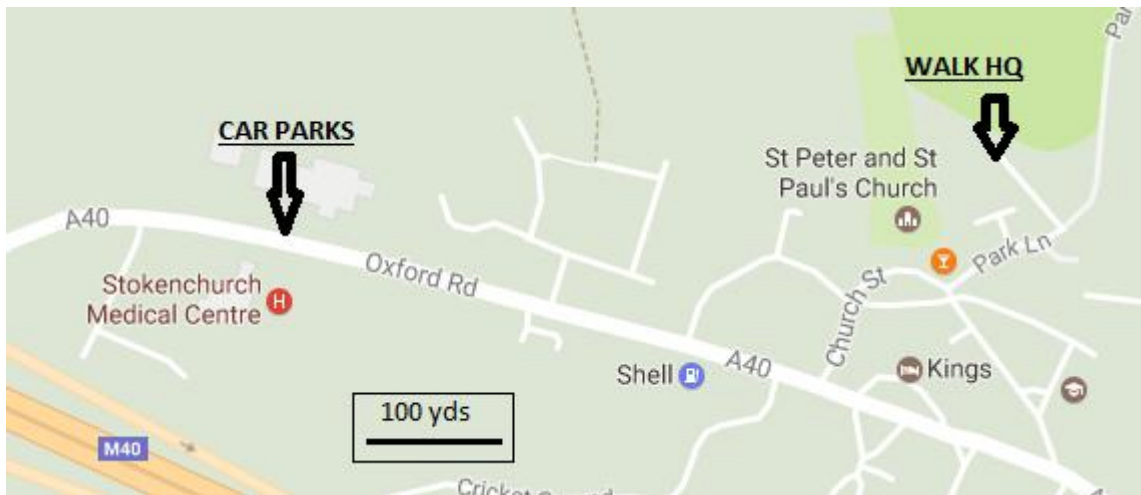 WALK HQ
CAR PARKS
St Peter and St
Paul's Church
A40
Oxford Rd
Park Ln
Stokenchurch
Medical Centre
H
Church St
Shell
A40
Kings
100 yds
M40